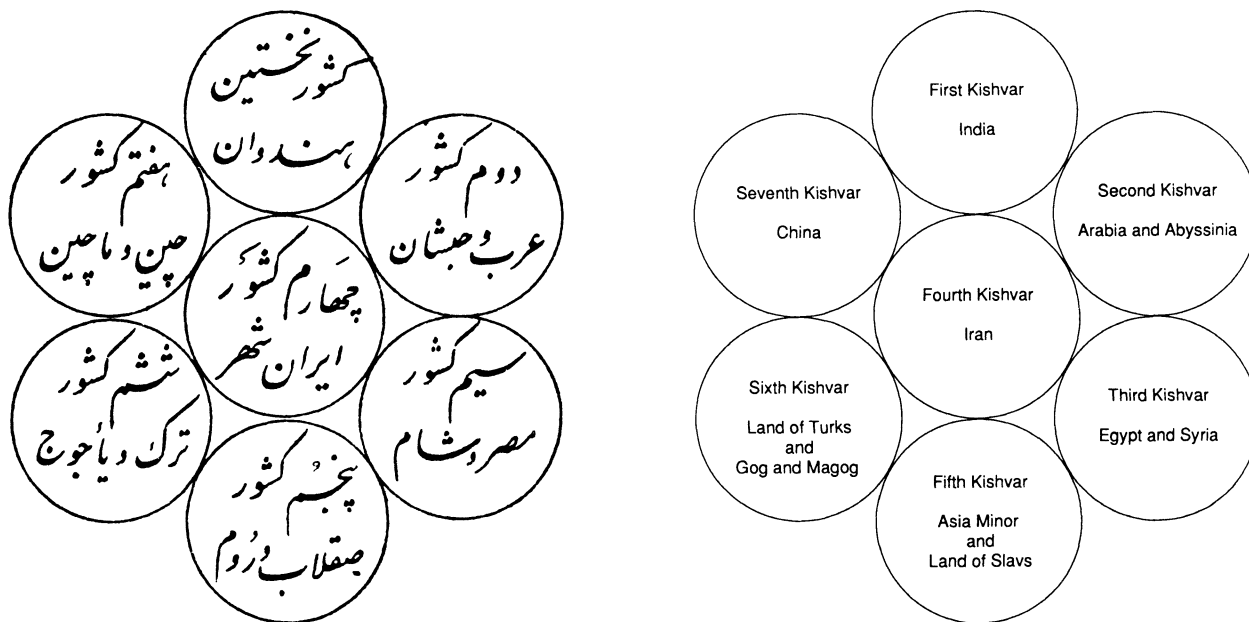 کشور نخستین
هندوان
هفتم کشور
چین و ماچین
دوم کشور
عرب و حبشان
چهارم کشور
ایران شهر
ششم کشور
ترک و یأجوج
سیم کشور
مصر و شام
پنجم کشور
صقلاب و روم
First Kishvar
India
Seventh Kishvar
China
Second Kishvar
Arabia and Abyssinia
Fourth Kishvar
Iran
Sixth Kishvar
Land of Turks
and
Gog and Magog
Third Kishvar
Egypt and Syria
Fifth Kishvar
Asia Minor
and
Land of Slavs